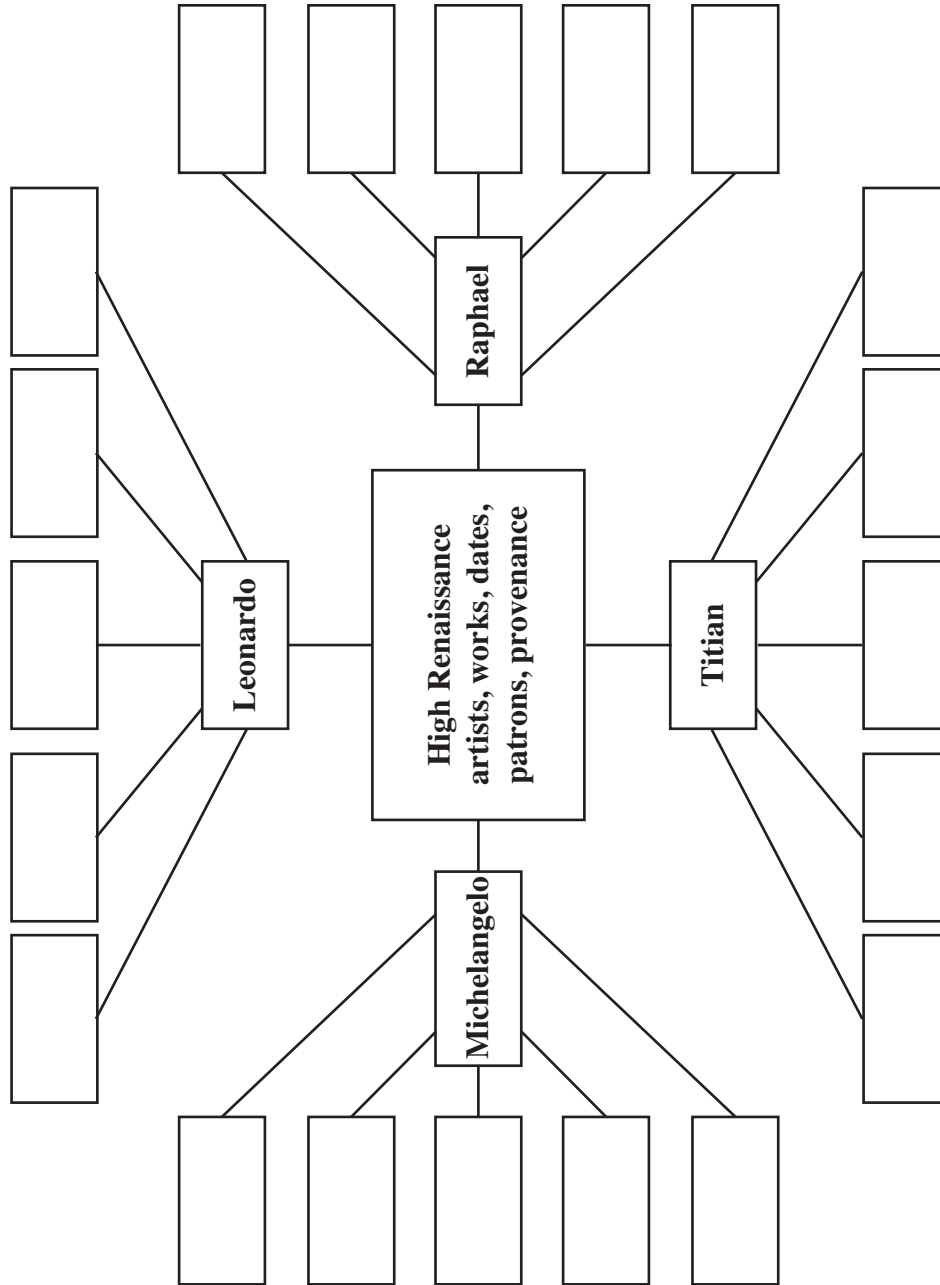 Leonardo
Michelangelo
High Renaissance
artists, works, dates,
patrons, provenance
Raphael
Titian